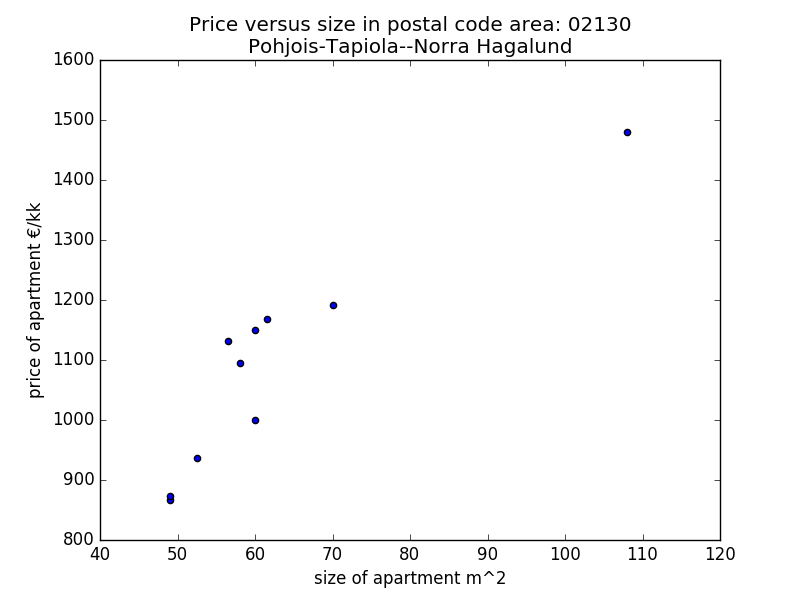 Price versus size in postal code area: 02130
Pohjois-Tapiola--Norra Hagalund
1600
1500
1400
1300
1200
1100
1000
900
800
price of apartment €/kk
40 50 60 70 80 90 100 110 120
size of apartment m^2